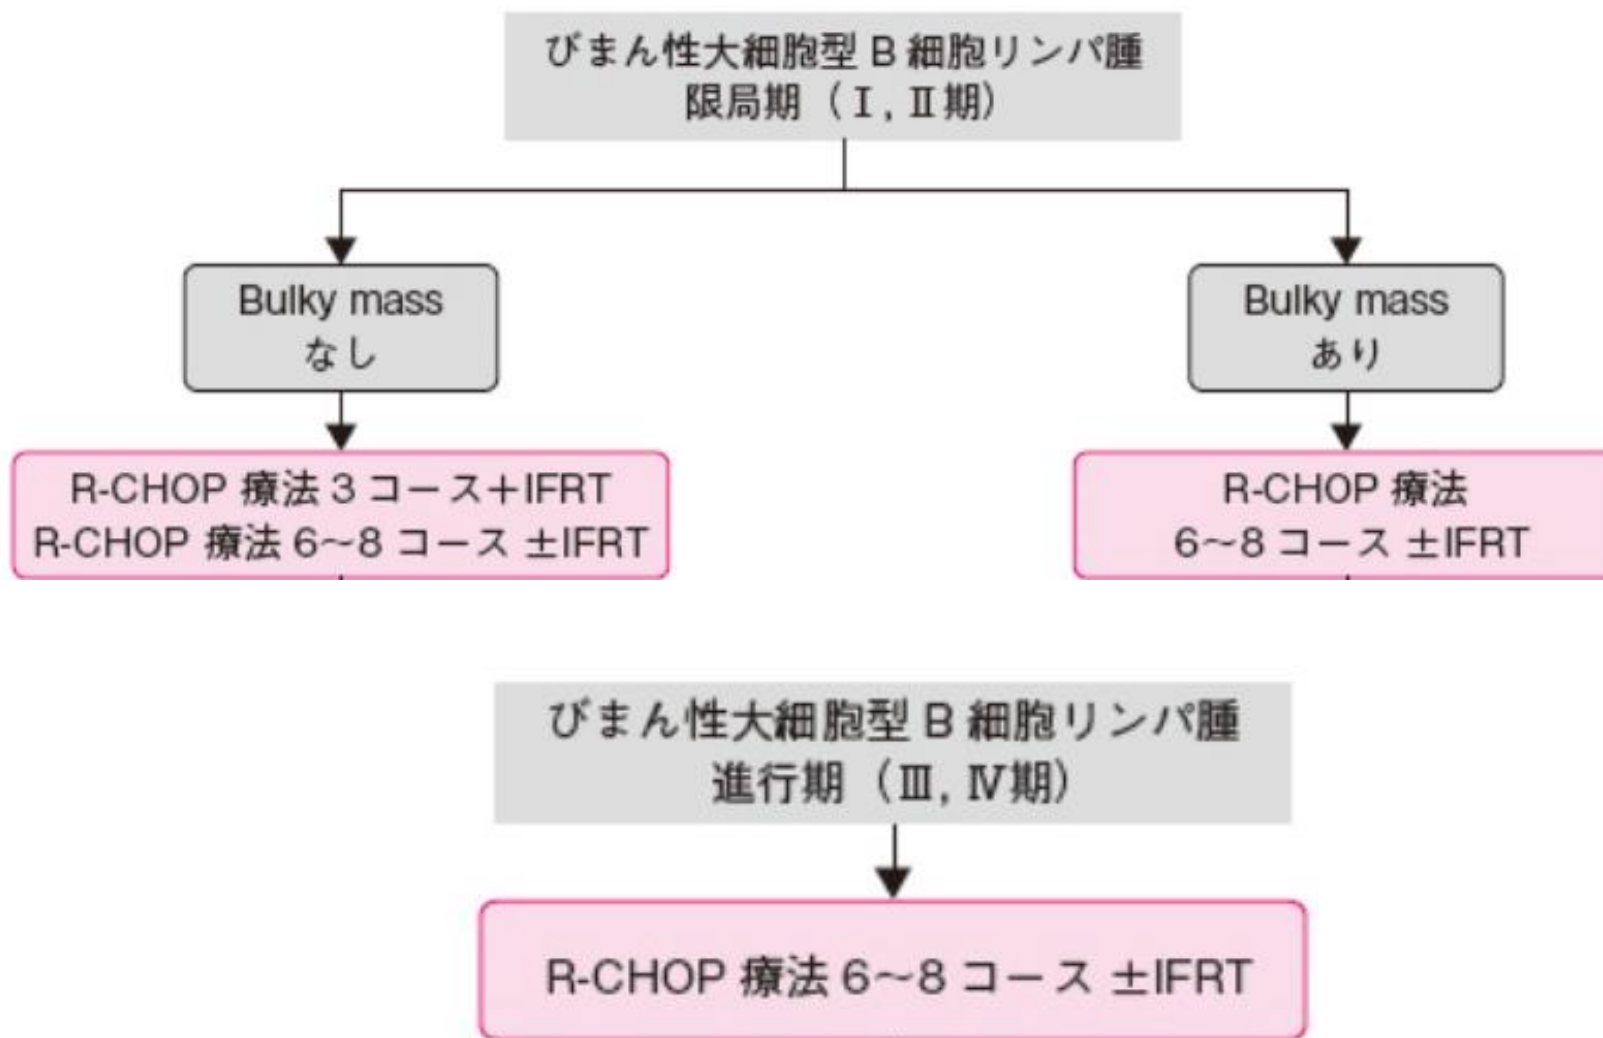 びまん性大細胞型 B 細胞リンパ腫
限局期（Ⅰ, Ⅱ期）
Bulky mass
なし
Bulky mass
あり
R-CHOP 療法 3 コース＋IFRT
R-CHOP 療法 6〜8 コース ±IFRT
R-CHOP 療法
6〜8 コース ±IFRT
びまん性大細胞型 B 細胞リンパ腫
進行期（Ⅲ, Ⅳ期）
R-CHOP 療法 6〜8 コース ±IFRT